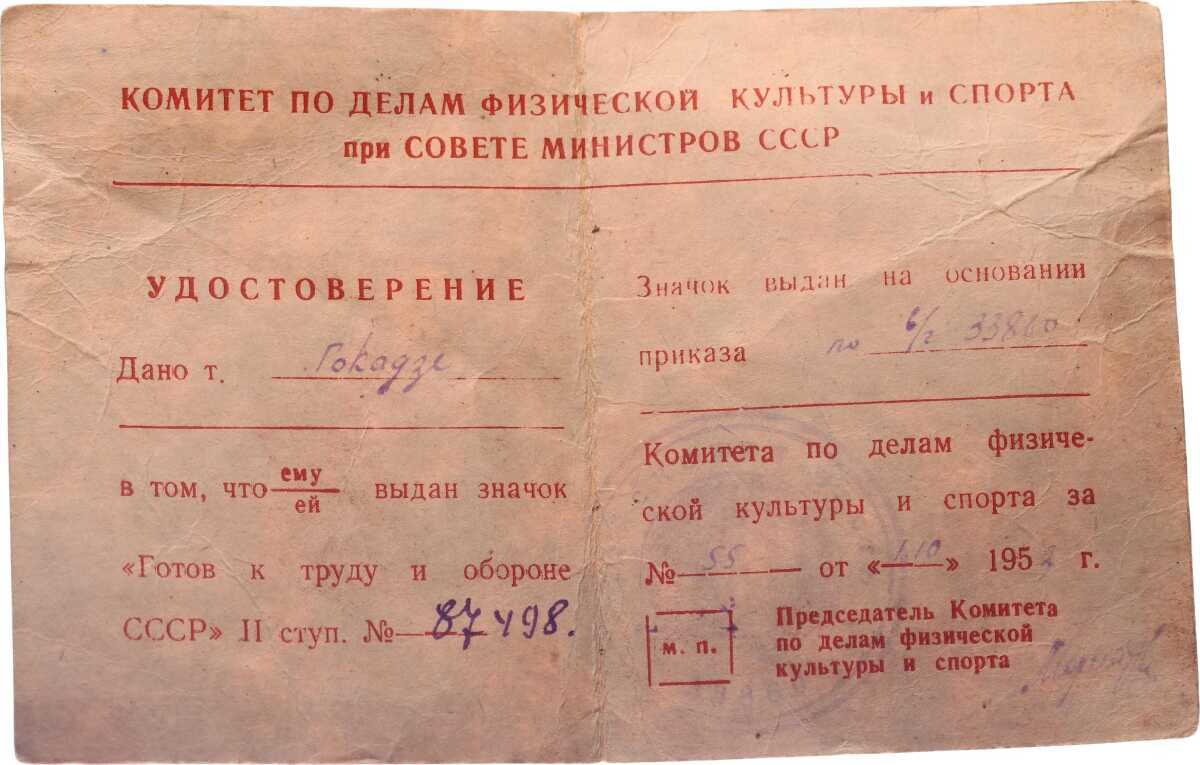 КОМИТЕТ ПО ДЕЛАМ ФИЗИЧЕСКОЙ КУЛЬТУРЫ и СПОРТА
при СОВЕТЕ МИНИСТРОВ СССР
УДОСТОВЕРЕНИЕ
Дано т. Гокадзе
в том, что ему
ей
выдан значок
«Готов к труду и обороне
СССР» II ступ. № 87498.
Значок выдан на основании
приказа по в/г 33860
Комитета по делам физиче-
ской культуры и спорта за
№ 55 от « » 195 г.
м. п.
Председатель Комитета
по делам физической
культуры и спорта